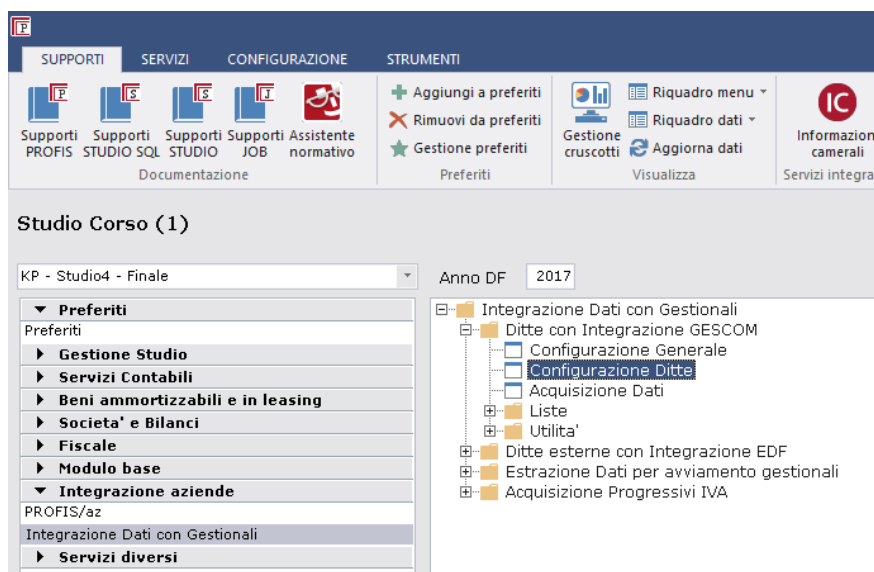 P
SUPPORTI SERVIZI CONFIGURAZIONE STRUMENTI
P S S J
Supporti PROFIS
Supporti STUDIO SQL
Supporti STUDIO
Supporti JOB
Assistente normativo
Documentazione
Aggiungi a preferiti
Rimuovi da preferiti
Gestione preferiti
Preferiti
Gestione cruscotti
Riquadro menu
Riquadro dati
Aggiorna dati
Visualizza
IC
Informazion
camerali
Servizi integra
Studio Corso (1)
KP - Studio4 - Finale
Anno DF 2017
Preferiti
Preferiti
Gestione Studio
Servizi Contabili
Beni ammortizzabili e in leasing
Societa' e Bilanci
Fiscale
Modulo base
Integrazione aziende
PROFIS/az
Integrazione Dati con Gestionali
Servizi diversi
Integrazione Dati con Gestionali
Ditte con Integrazione GESCOM
Configurazione Generale
Configurazione Ditte
Acquisizione Dati
Liste
Utilita'
Ditte esterne con Integrazione EDF
Estrazione Dati per avviamento gestionali
Acquisizione Progressivi IVA